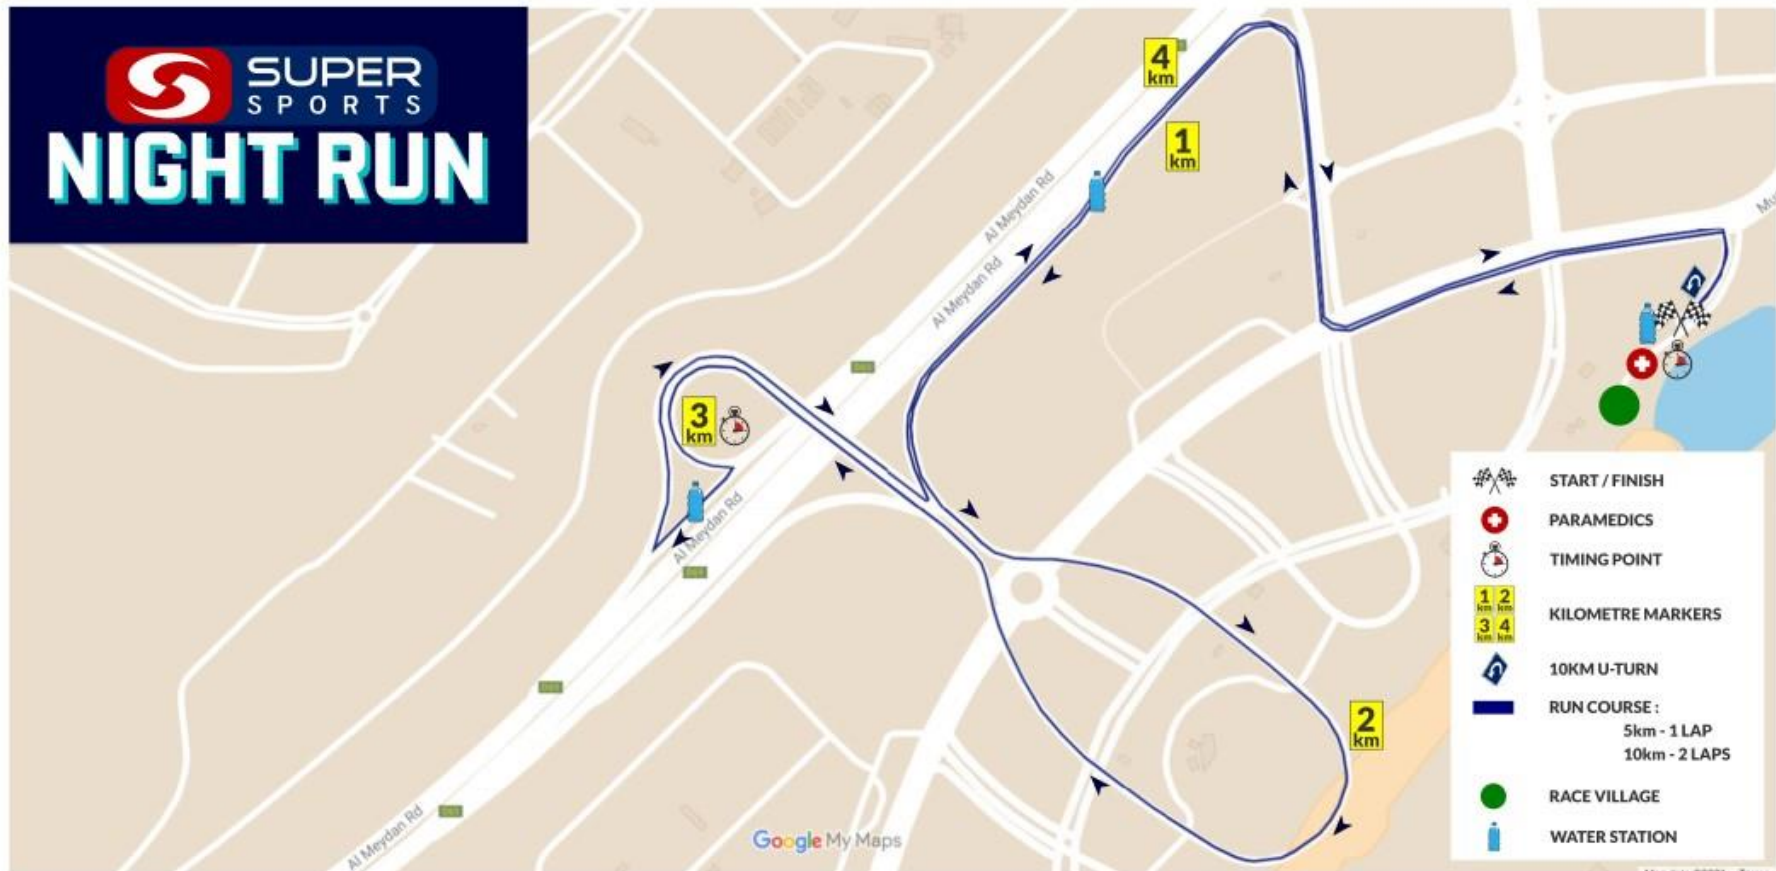 SUPER
SPORTS
NIGHT RUN
4
km
1
km
Al Meydan Rd
Al Meydan Rd
3
km
Al Meydan Rd
2
km
Al Meydan Rd
Google My Maps
START / FINISH
PARAMEDICS
TIMING POINT
1 2
km km
3 4
km km
KILOMETRE MARKERS
10KM U-TURN
RUN COURSE :
5km - 1 LAP
10km - 2 LAPS
RACE VILLAGE
WATER STATION